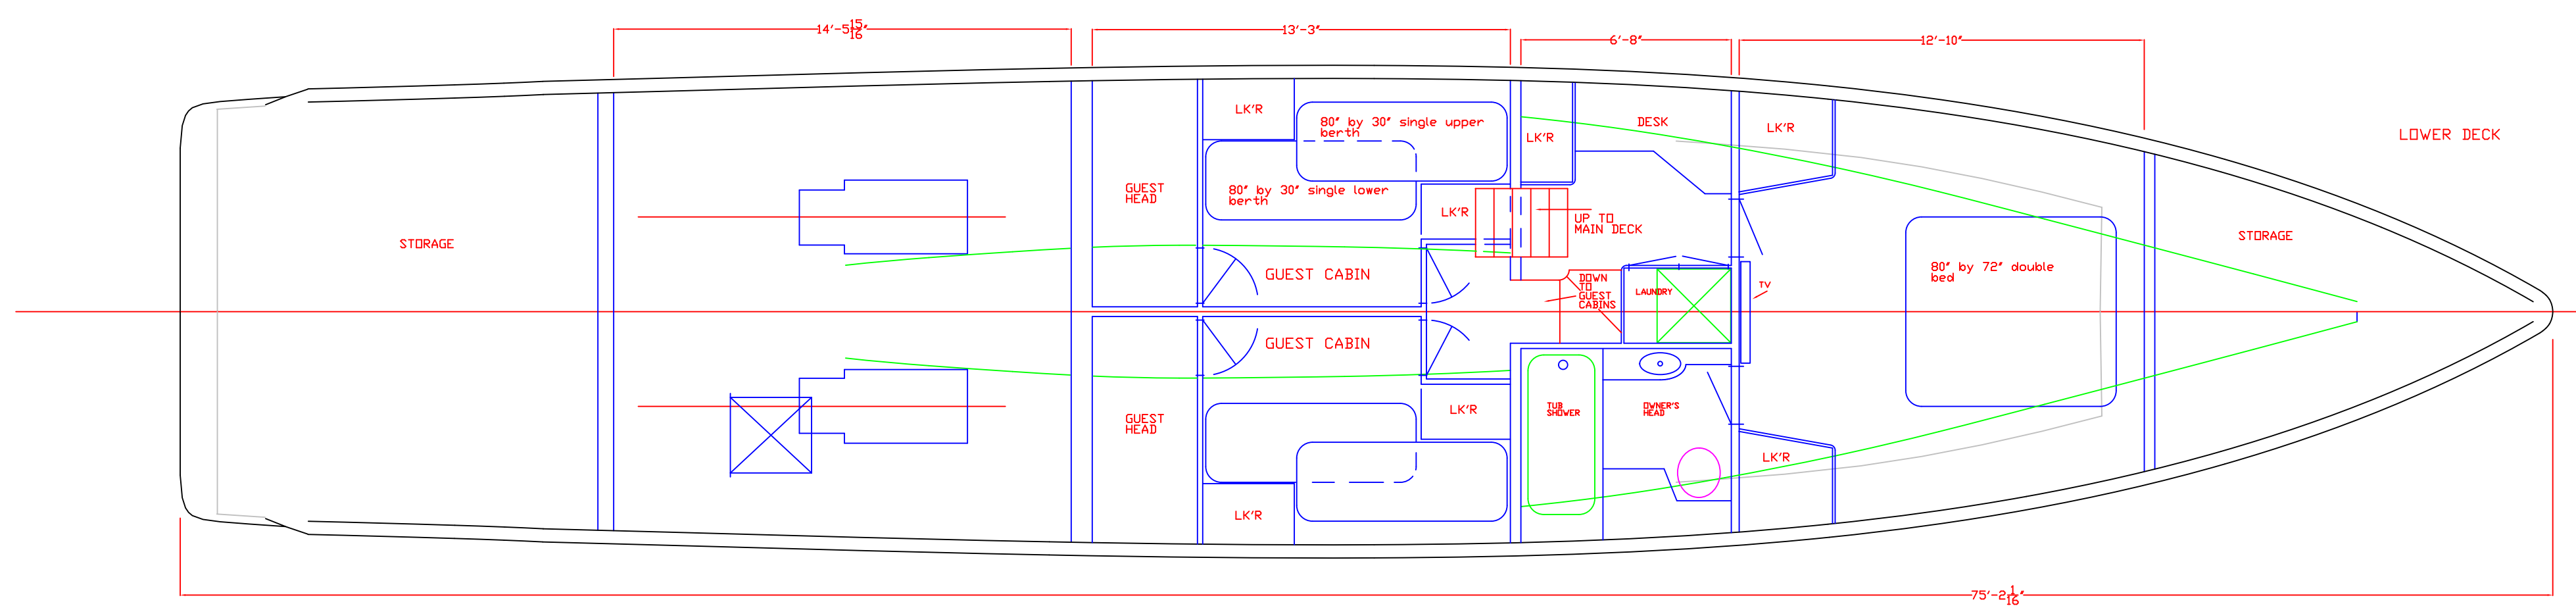 14'-5 15/16"
13'-3"
6'-8"
12'-10"
LOWER DECK
LK'R
80" by 30" single upper
berth
LK'R
DESK
LK'R
GUEST
HEAD
80" by 30" single lower
berth
LK'R
UP TO
MAIN DECK
STORAGE
STORAGE
GUEST CABIN
DOWN
TO
GUEST
CABINS
LAUNDRY
TV
80" by 72" double
bed
GUEST CABIN
GUEST
HEAD
LK'R
TUB
SHOWER
OWNER'S
HEAD
LK'R
LK'R
75'-2 1/16"